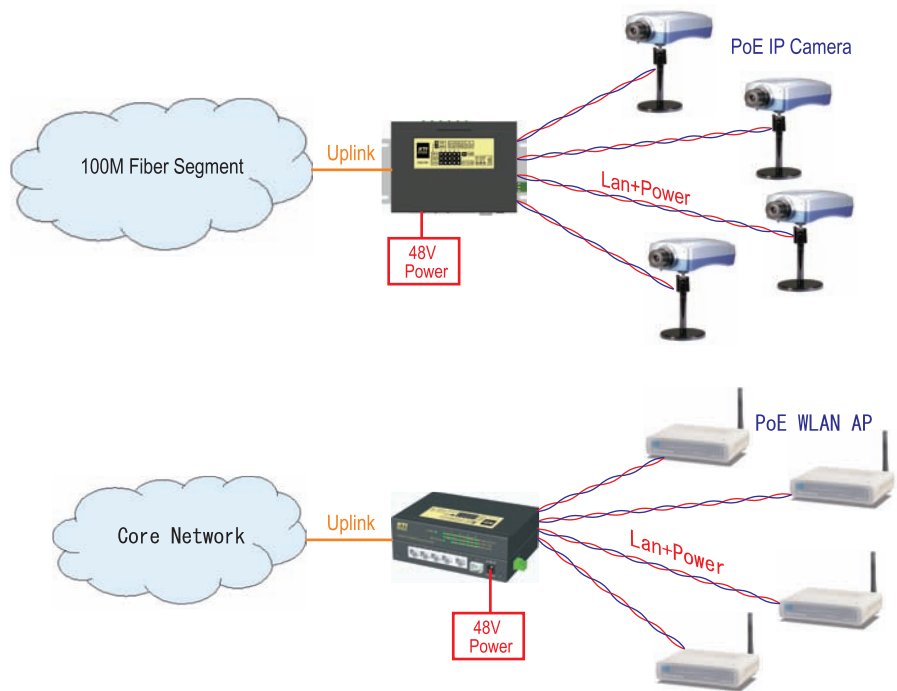 PoE IP Camera
100M Fiber Segment
Uplink
Lan+Power
48V
Power
PoE WLAN AP
Core Network
Uplink
Lan+Power
48V
Power